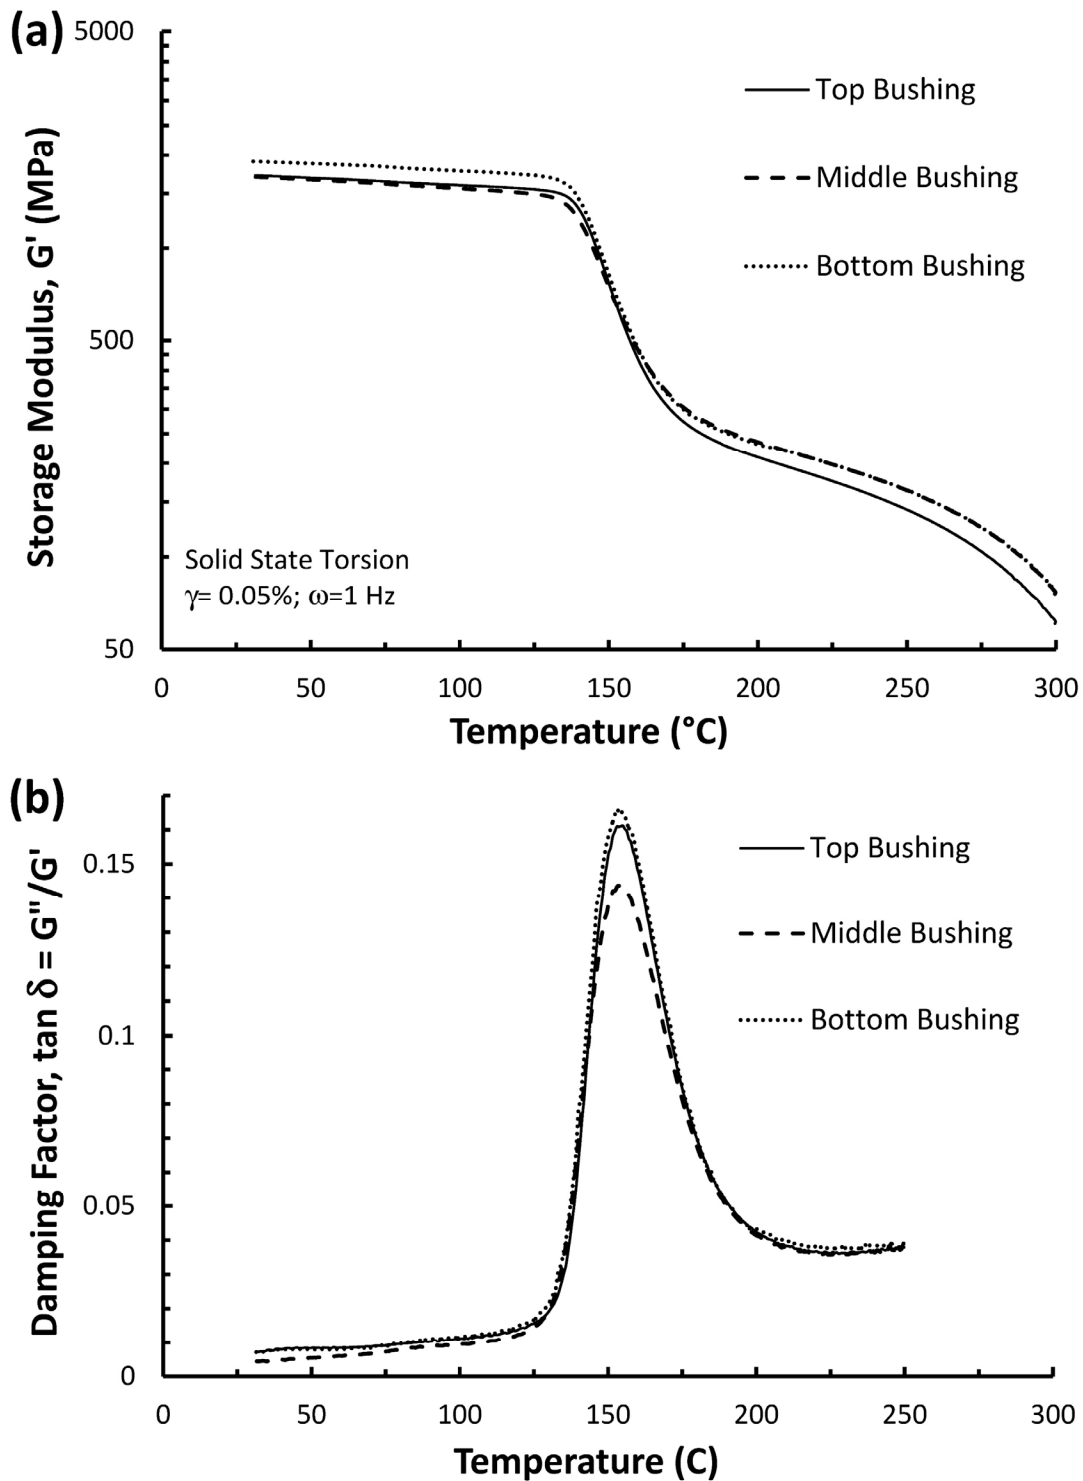 (a)
5000
500
50
Storage Modulus, G' (MPa)
Top Bushing
Middle Bushing
Bottom Bushing
Solid State Torsion
γ= 0.05%; ω=1 Hz
0 50 100 150 200 250 300
Temperature (°C)
(b)
0.15
0.1
0.05
0
Damping Factor, tan δ = G"/G'
Top Bushing
Middle Bushing
Bottom Bushing
0 50 100 150 200 250 300
Temperature (C)